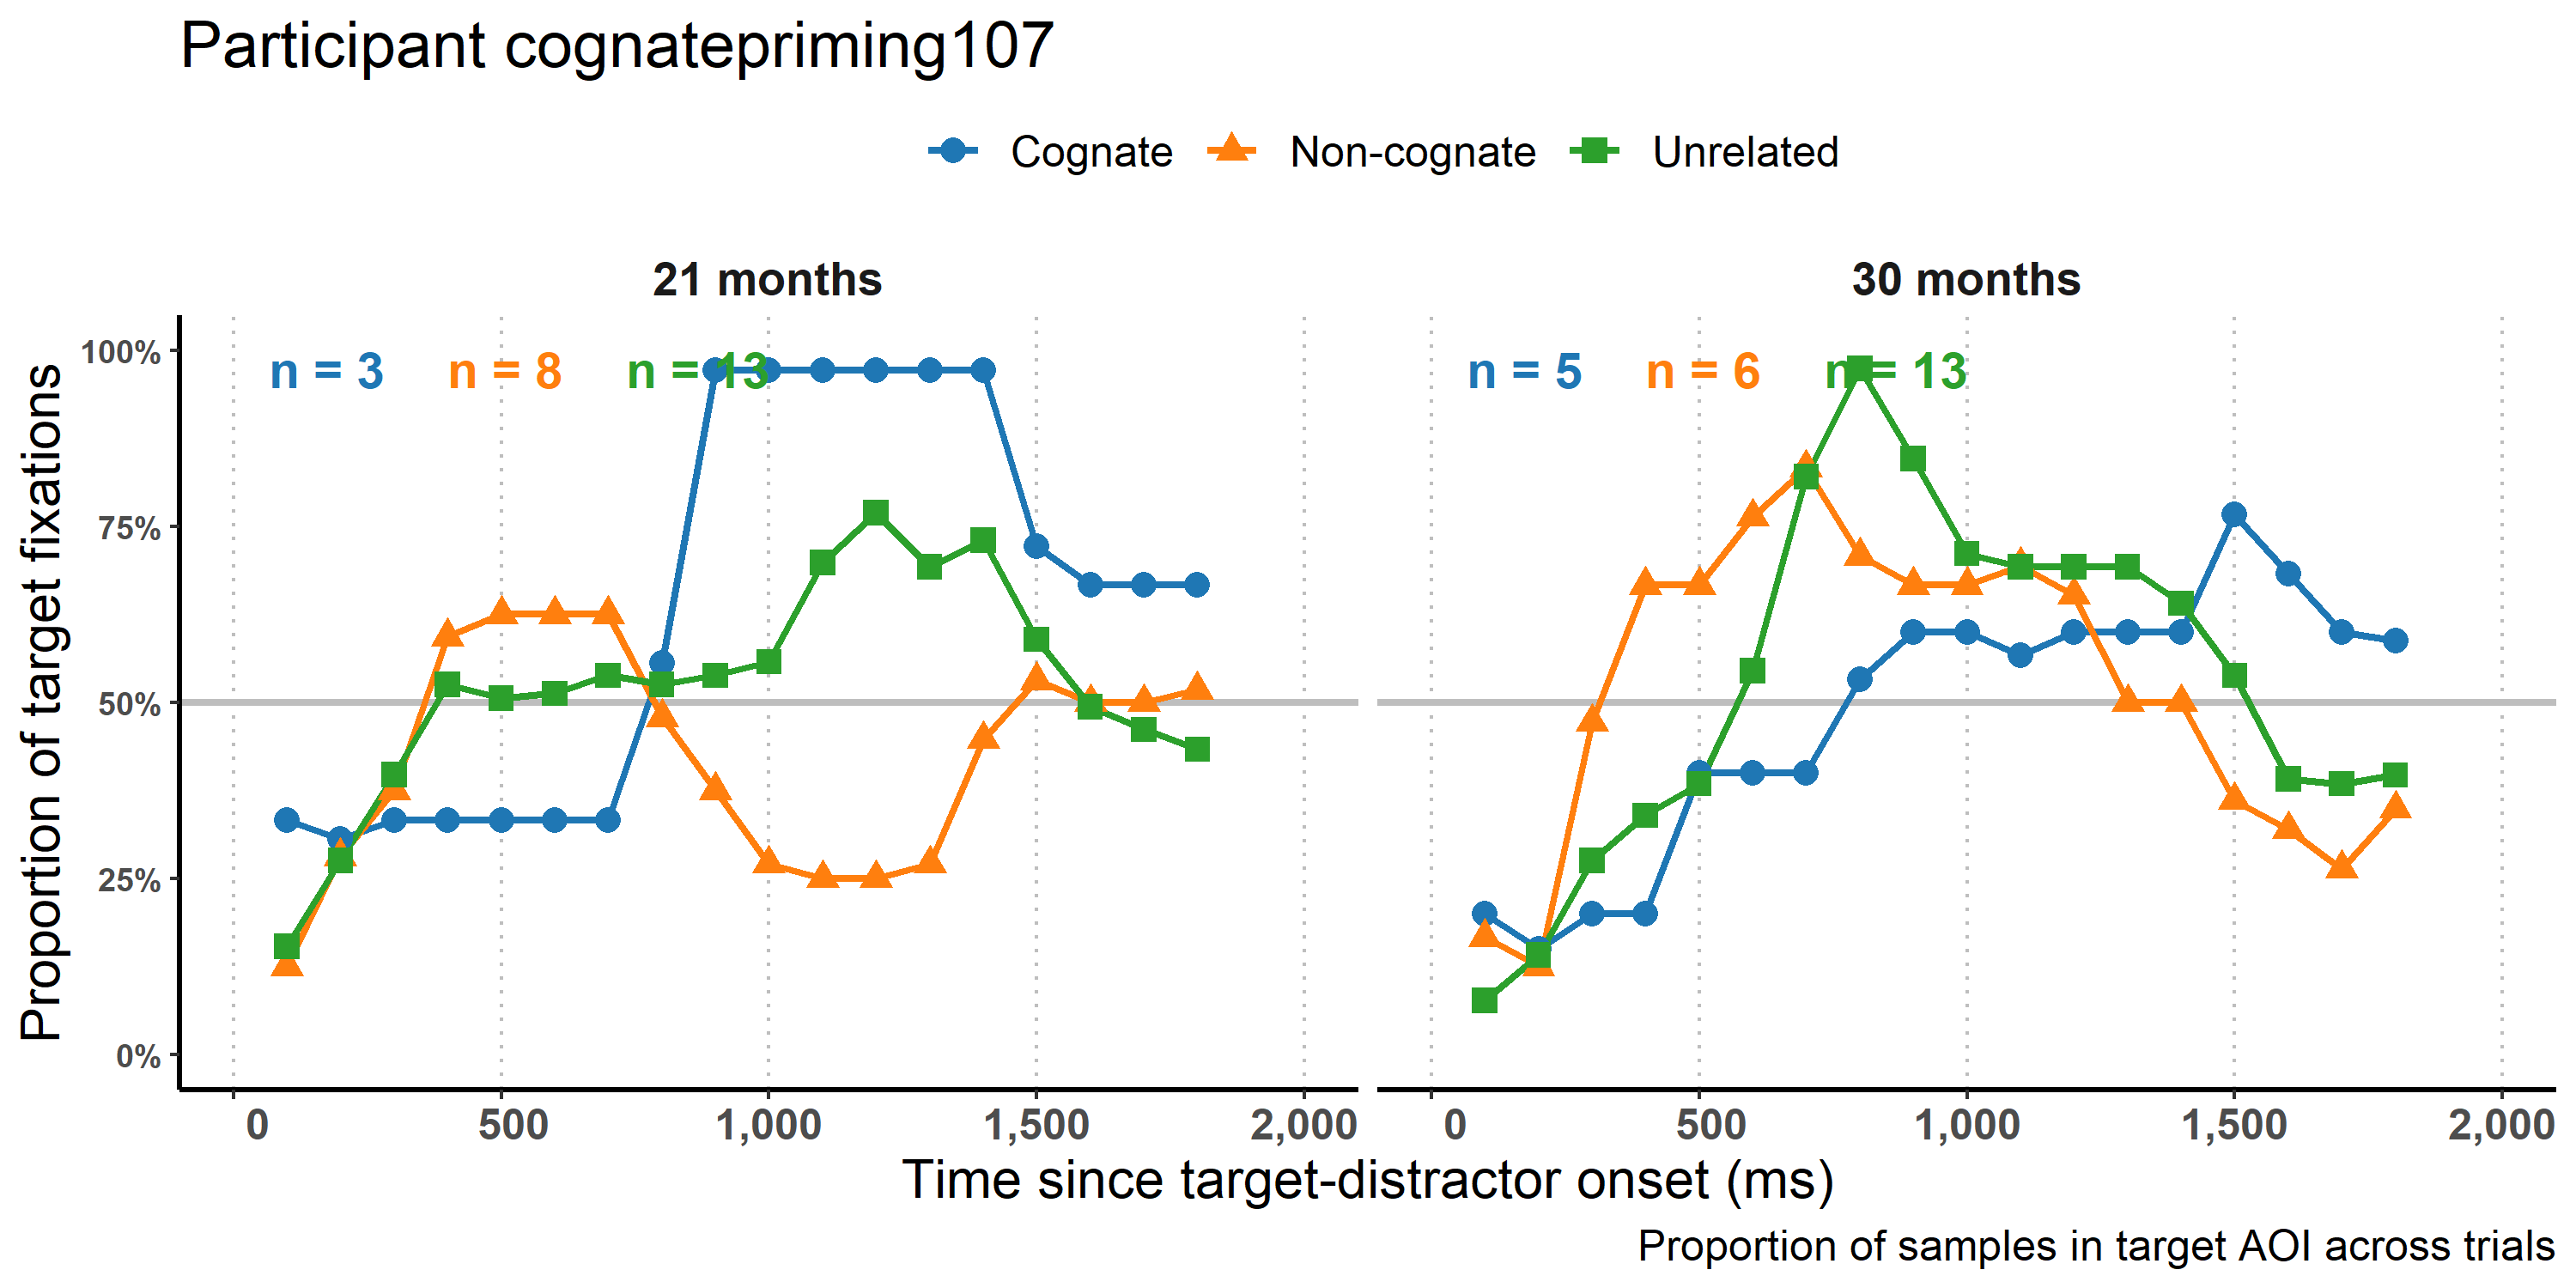 Participant cognatepriming107
Cognate Non-cognate Unrelated
21 months 30 months
n = 3 n = 8 n = 13 n = 5 n = 6 n = 13
100%
75%
50%
25%
0%
Proportion of target fixations
0 500 1,000 1,500 2,000 0 500 1,000 1,500 2,000
Time since target-distractor onset (ms)
Proportion of samples in target AOI across trials